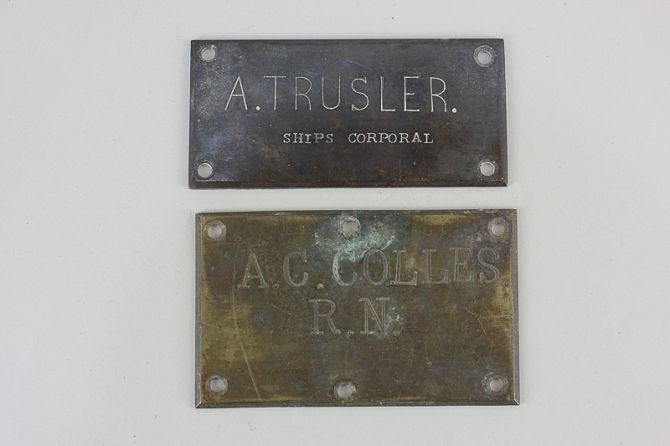 A. TRUSLER.
SHIPS CORPORAL
A.C. COLLES
R.N.